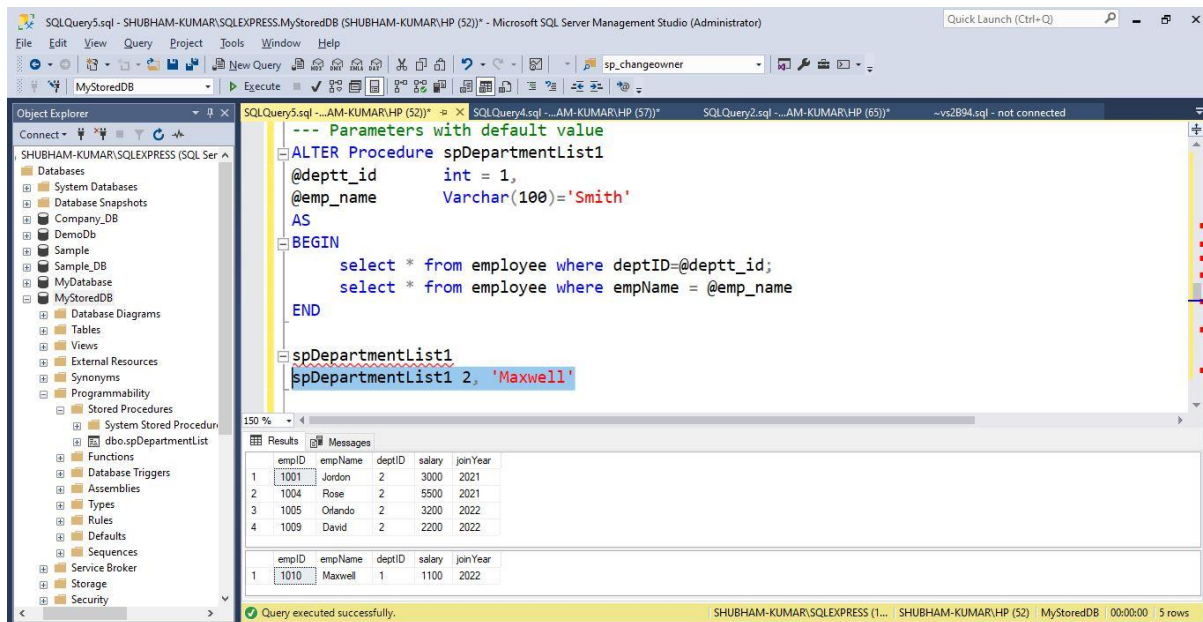 SQLQuery5.sql - SHUBHAM-KUMAR\SQLEXPRESS.MyStoredDB (SHUBHAM-KUMAR\HP (52))* - Microsoft SQL Server Management Studio (Administrator)
Quick Launch (Ctrl+Q)
File Edit View Query Project Tools Window Help
New Query
sp_changeowner
MyStoredDB
Execute
Object Explorer
SQLQuery5.sql -...AM-KUMAR\HP (52))*
SQLQuery4.sql -...AM-KUMAR\HP (57))*
SQLQuery2.sql -...AM-KUMAR\HP (65))*
~vs2894.sql - not connected
Connect
SHUBHAM-KUMAR\SQLEXPRESS (SQL Ser
Databases
System Databases
Database Snapshots
Company_DB
DemoDb
Sample
Sample_DB
MyDatabase
MyStoredDB
Database Diagrams
Tables
Views
External Resources
Synonyms
Programmability
Stored Procedures
System Stored Procedur
dbo.spDepartmentList
Functions
Database Triggers
Assemblies
Types
Rules
Defaults
Sequences
Service Broker
Storage
Security
--- Parameters with default value
ALTER Procedure spDepartmentList1
@deptt_id int = 1,
@emp_name Varchar(100)='Smith'
AS
BEGIN
select * from employee where deptID=@deptt_id;
select * from employee where empName = @emp_name
END
spDepartmentList1
spDepartmentList1 2, 'Maxwell'
150 %
Results Messages
empID empName deptID salary joinYear
1 1001 Jordon 2 3000 2021
2 1004 Rose 2 5500 2021
3 1005 Orlando 2 3200 2022
4 1009 David 2 2200 2022
empID empName deptID salary joinYear
1 1010 Maxwell 1 1100 2022
Query executed successfully.
SHUBHAM-KUMAR\SQLEXPRESS (1... SHUBHAM-KUMAR\HP (52) MyStoredDB 00:00:00 5 rows